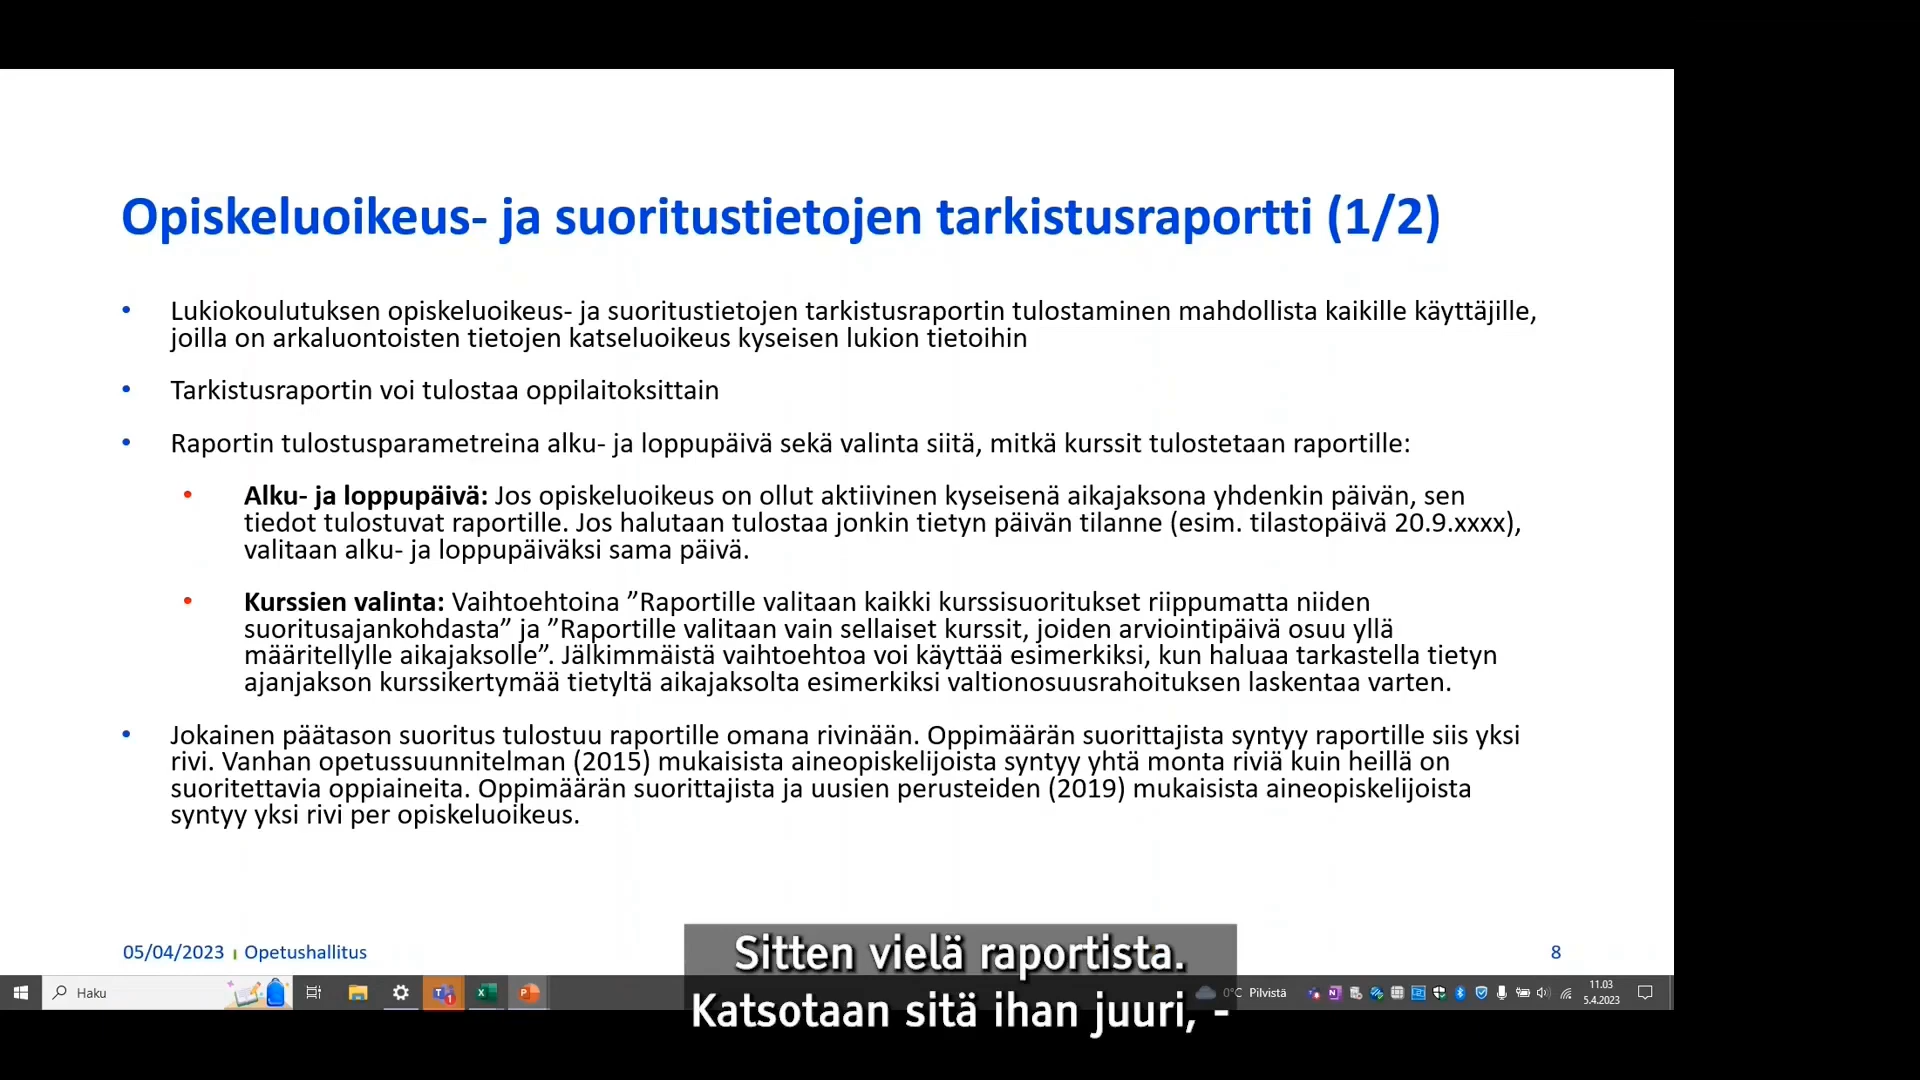 Opiskeluoikeus- ja suoritustietojen tarkistusraportti (1/2)
• Lukiokoulutuksen opiskeluoikeus- ja suoritustietojen tarkistusraportin tulostaminen mahdollista kaikille käyttäjille,
joilla on arkaluontoisten tietojen katseluoikeus kyseisen lukion tietoihin
• Tarkistusraportin voi tulostaa oppilaitoksittain
• Raportin tulostusparametreina alku- ja loppupäivä sekä valinta siitä, mitkä kurssit tulostetaan raportille:
• Alku- ja loppupäivä: Jos opiskeluoikeus on ollut aktiivinen kyseisenä aikajaksona yhdenkin päivän, sen
tiedot tulostuvat raportille. Jos halutaan tulostaa jonkin tietyn päivän tilanne (esim. tilastopäivä 20.9.xxxx),
valitaan alku- ja loppupäiväksi sama päivä.
• Kurssien valinta: Vaihtoehtoina ”Raportille valitaan kaikki kurssisuoritukset riippumatta niiden
suoritusajankohdasta” ja ”Raportille valitaan vain sellaiset kurssit, joiden arviointipäivä osuu yllä
määritellylle aikajaksolle”. Jälkimmäistä vaihtoehtoa voi käyttää esimerkiksi, kun haluaa tarkastella tietyn
ajanjakson kurssikertymää tietyltä aikajaksolta esimerkiksi valtionosuusrahoituksen laskentaa varten.
• Jokainen päätason suoritus tulostuu raportille omana rivinään. Oppimäärän suorittajista syntyy raportille siis yksi
rivi. Vanhan opetussuunnitelman (2015) mukaisista aineopiskelijoista syntyy yhtä monta riviä kuin heillä on
suoritettavia oppiaineita. Oppimäärän suorittajista ja uusien perusteiden (2019) mukaisista aineopiskelijoista
syntyy yksi rivi per opiskeluoikeus.
05/04/2023 | Opetushallitus
8
Sitten vielä raportista.
Katsotaan sitä ihan juuri, -
Haku
0°C Pilvistä
11.03
5.4.2023